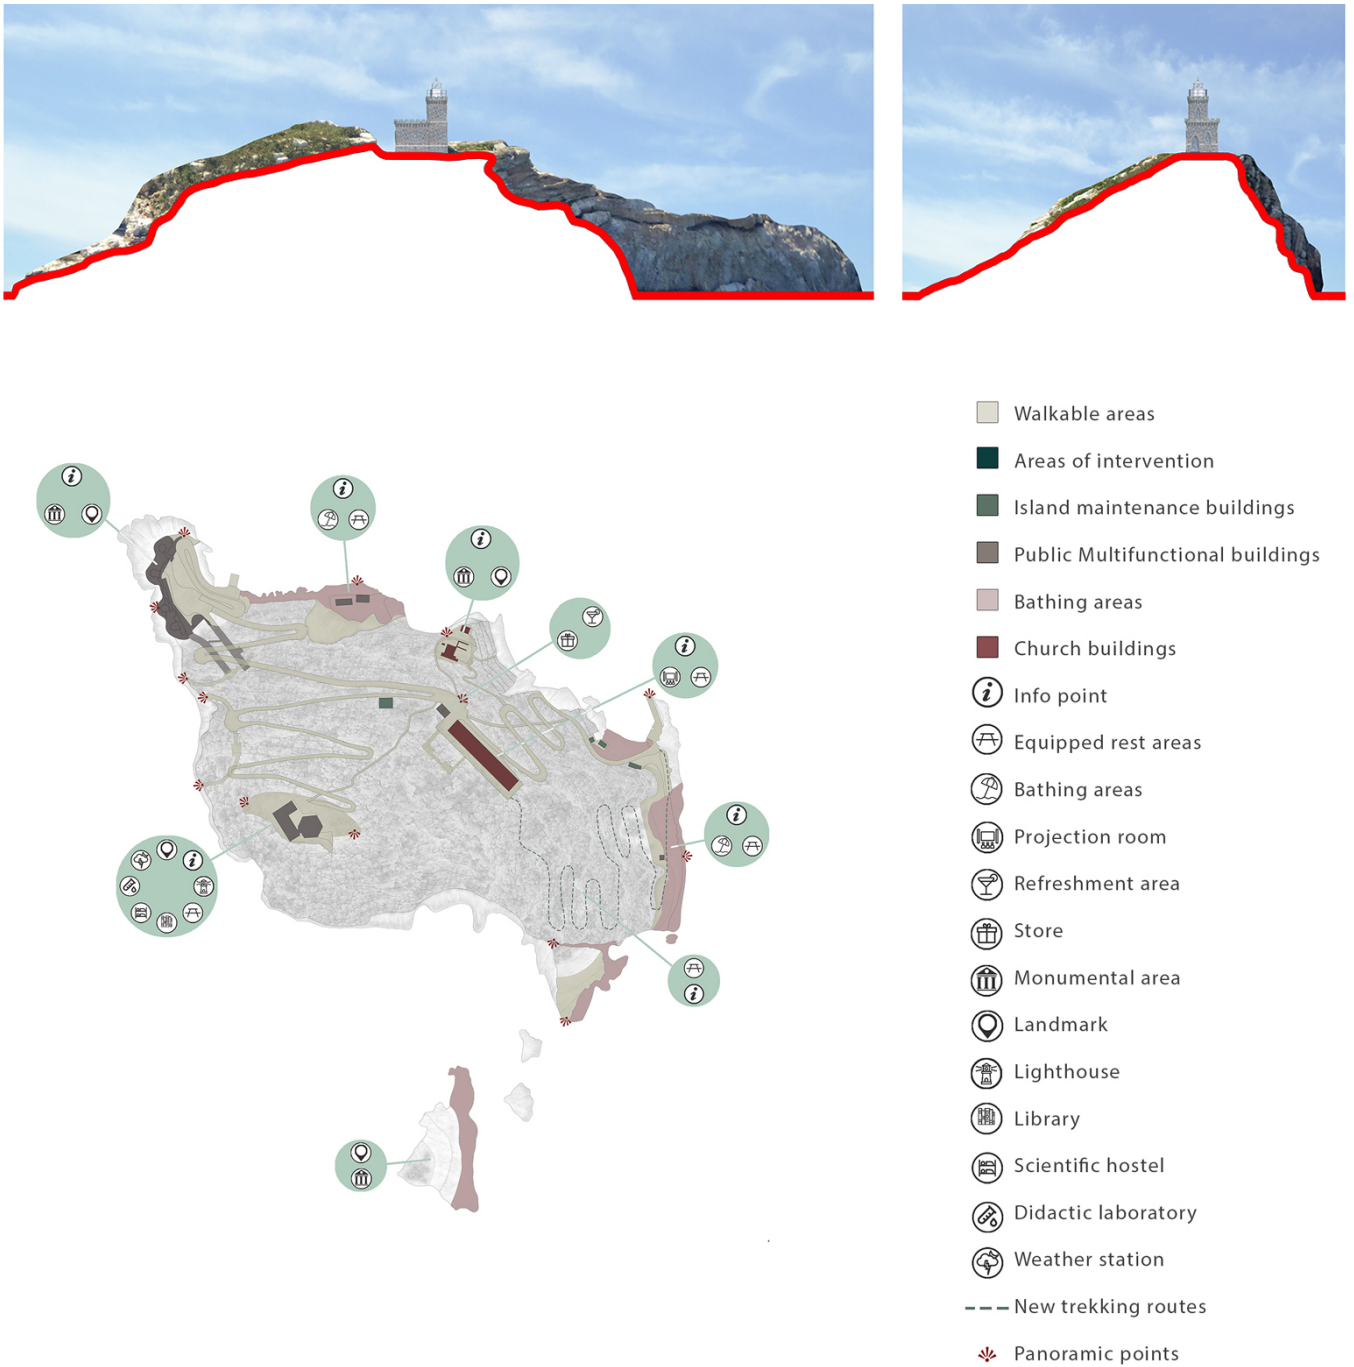 Walkable areas
Areas of intervention
Island maintenance buildings
Public Multifunctional buildings
Bathing areas
Church buildings
Info point
Equipped rest areas
Bathing areas
Projection room
Refreshment area
Store
Monumental area
Landmark
Lighthouse
Library
Scientific hostel
Didactic laboratory
Weather station
New trekking routes
Panoramic points